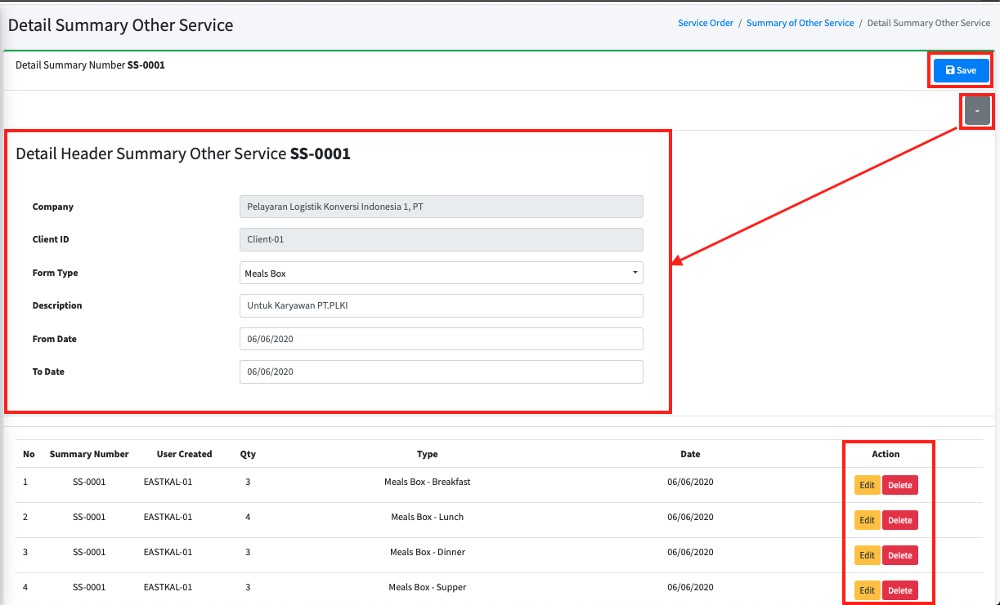 Detail Summary Other Service
Service Order / Summary of Other Service / Detail Summary Other Service
Detail Summary Number SS-0001
Save
-
Detail Header Summary Other Service SS-0001
Company Pelayaran Logistik Konversi Indonesia 1, PT
Client ID Client-01
Form Type Meals Box
Description Untuk Karyawan PT.PLKI
From Date 06/06/2020
To Date 06/06/2020
No Summary Number User Created Qty Type Date Action
1 SS-0001 EASTKAL-01 3 Meals Box - Breakfast 06/06/2020 Edit Delete
2 SS-0001 EASTKAL-01 4 Meals Box - Lunch 06/06/2020 Edit Delete
3 SS-0001 EASTKAL-01 3 Meals Box - Dinner 06/06/2020 Edit Delete
4 SS-0001 EASTKAL-01 3 Meals Box - Supper 06/06/2020 Edit Delete